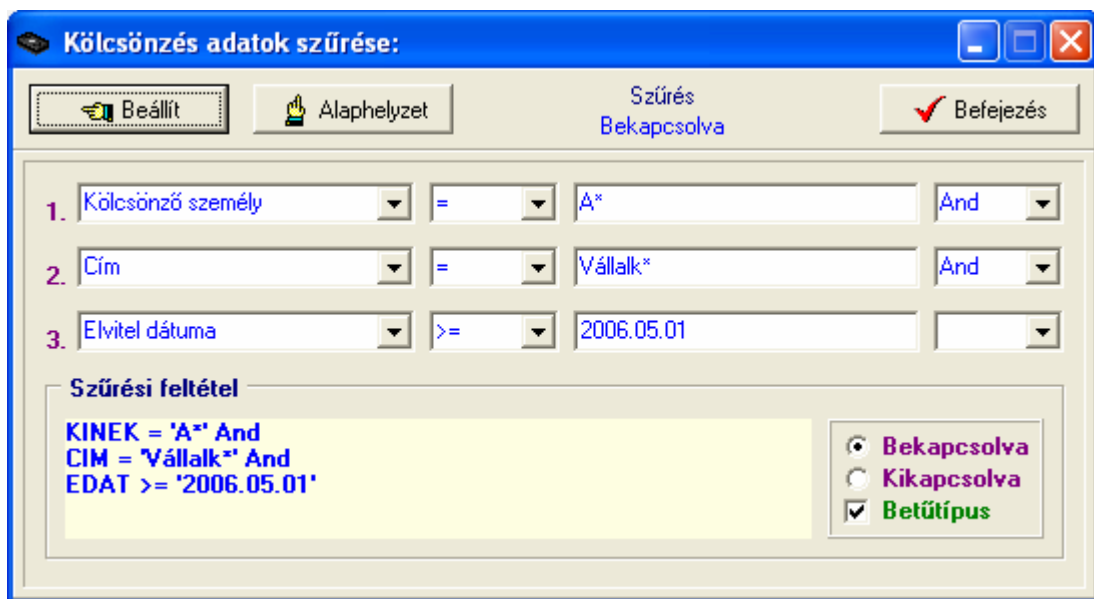 Kölcsönzés adatok szűrése:
Beállít
Alaphelyzet
Szűrés
Bekapcsolva
Befejezés
1. Kölcsönző személy = A* And
2. Cím = Vállalk* And
3. Elvitel dátuma >= 2006.05.01
Szűrési feltétel
KINEK = 'A*' And
CIM = 'Vállalk*' And
EDAT >= '2006.05.01'
Bekapcsolva
Kikapcsolva
Betűtípus